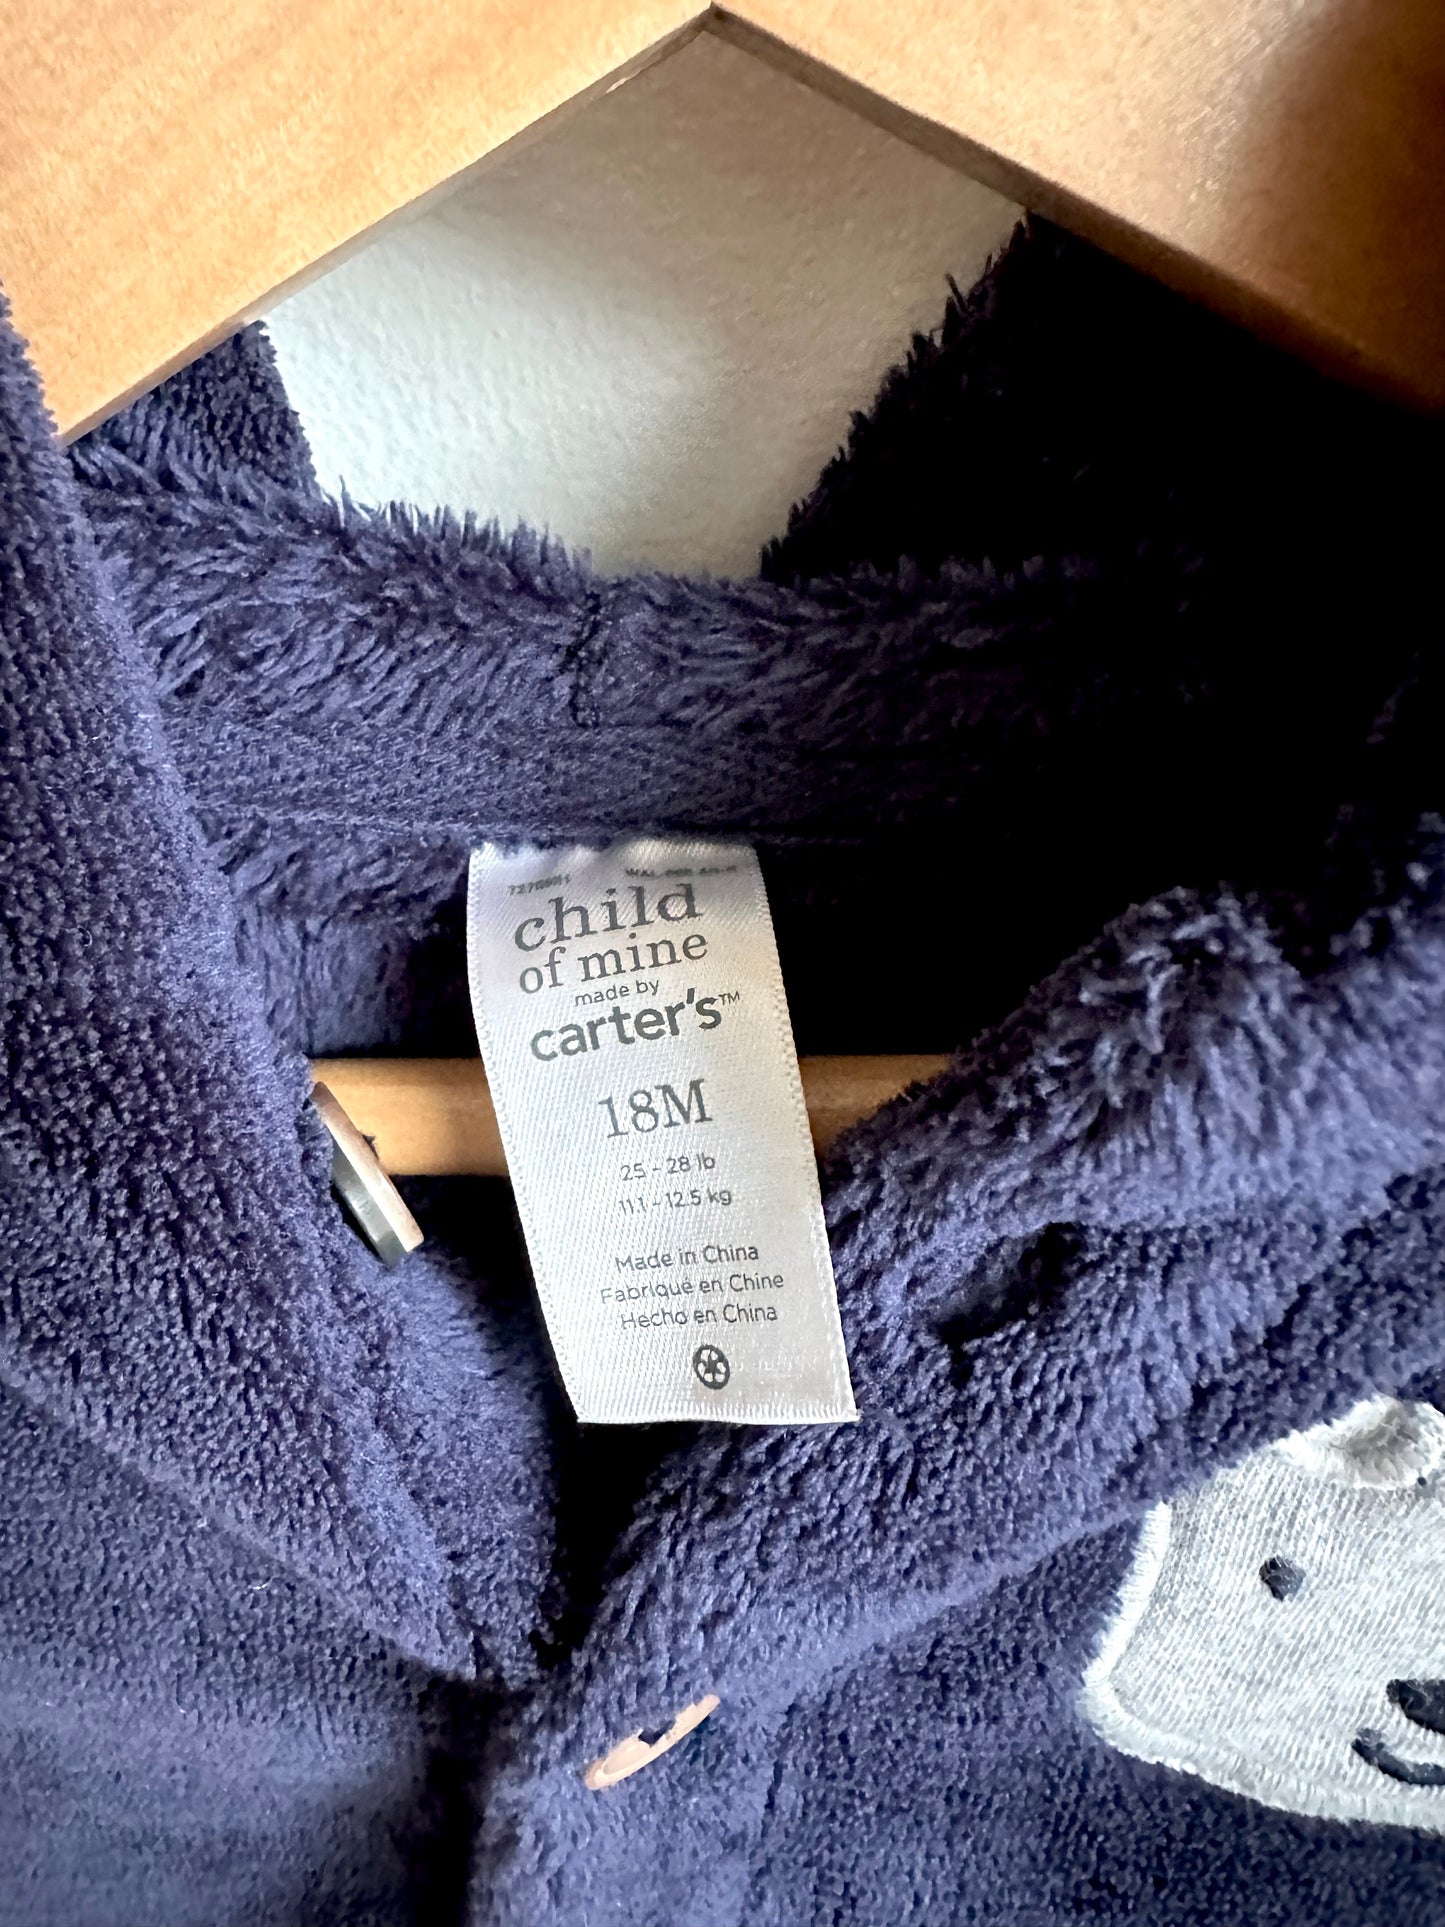 child
of mine
made by
carter's™
18M
25 - 28 lb
11.1 - 12.5 kg
Made in China
Fabriqué en Chine
Hecho en China